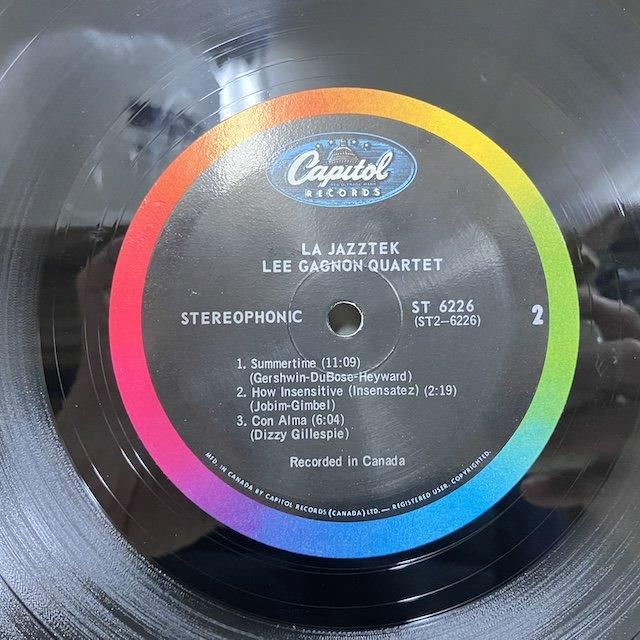 Capitol
RECORDS
LA JAZZTEK
LEE GAGNON QUARTET
STEREOPHONIC
ST 6226
(ST2-6226)
2
1. Summertime (11:09)
(Gershwin-DuBose-Heyward)
2. How Insensitive (Insensatez) (2:19)
(Jobim-Gimbel)
3. Con Alma (6:04)
(Dizzy Gillespie)
Recorded in Canada
MFD. IN CANADA BY CAPITOL RECORDS (CANADA) LTD. — REGISTERED USER. COPYRIGHTED.